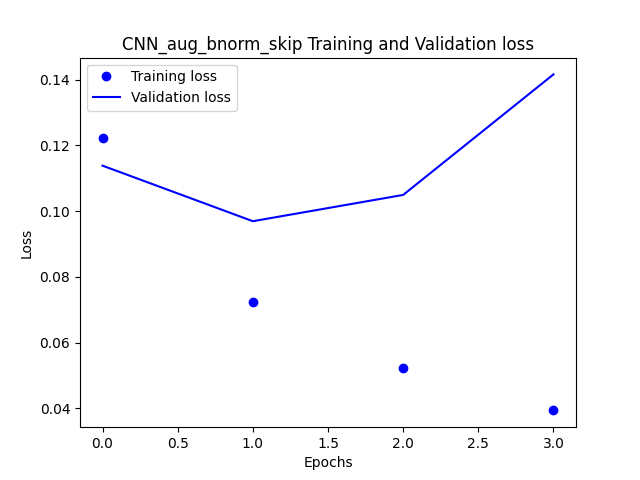 CNN_aug_bnorm_skip Training and Validation loss
Training loss
Validation loss
0.14
0.12
0.10
0.08
0.06
0.04
Loss
0.0 0.5 1.0 1.5 2.0 2.5 3.0
Epochs